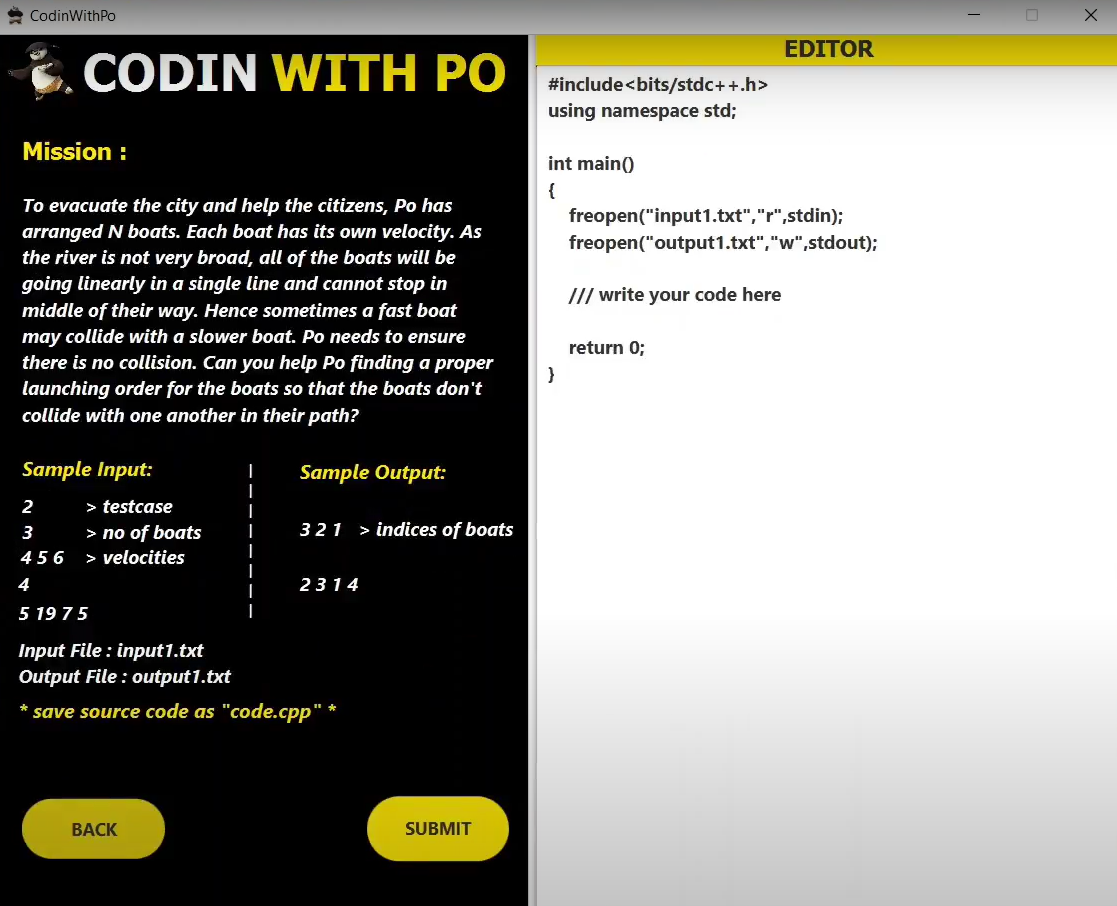 CodinWithPo
CODIN WITH PO
Mission :
To evacuate the city and help the citizens, Po has
arranged N boats. Each boat has its own velocity. As
the river is not very broad, all of the boats will be
going linearly in a single line and cannot stop in
middle of their way. Hence sometimes a fast boat
may collide with a slower boat. Po needs to ensure
there is no collision. Can you help Po finding a proper
launching order for the boats so that the boats don't
collide with one another in their path?
Sample Input:
2 > testcase
3 > no of boats
4 5 6 > velocities
4
5 19 7 5
Sample Output:
3 2 1 > indices of boats
2 3 1 4
Input File : input1.txt
Output File : output1.txt
* save source code as "code.cpp" *
BACK
SUBMIT
EDITOR
#include<bits/stdc++.h>
using namespace std;
int main()
{
freopen("input1.txt","r",stdin);
freopen("output1.txt","w",stdout);
/// write your code here
return 0;
}